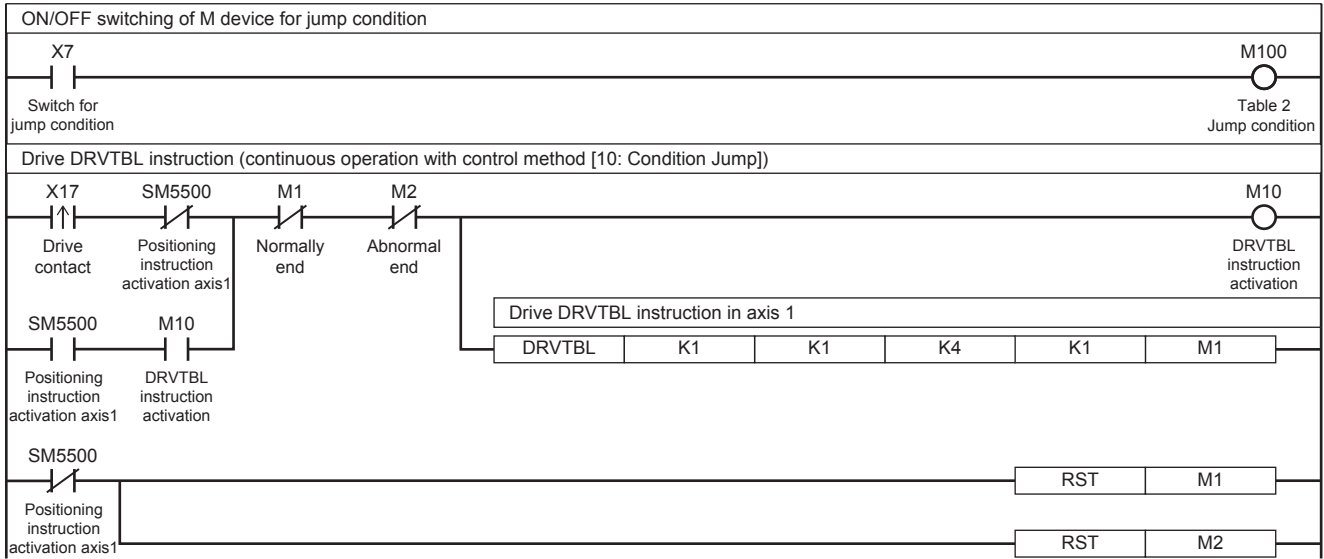 ON/OFF switching of M device for jump condition
X7
M100
Switch for
jump condition
Table 2
Jump condition
Drive DRVTBL instruction (continuous operation with control method [10: Condition Jump])
X17 SM5500 M1 M2 M10
Drive
contact
Positioning
instruction
activation axis1
Normally
end
Abnormal
end
DRVTBL
instruction
activation
Drive DRVTBL instruction in axis 1
SM5500 M10
DRVTBL K1 K1 K4 K1 M1
Positioning
instruction
activation axis1
DRVTBL
instruction
activation
SM5500
RST M1
Positioning
instruction
activation axis1
RST M2